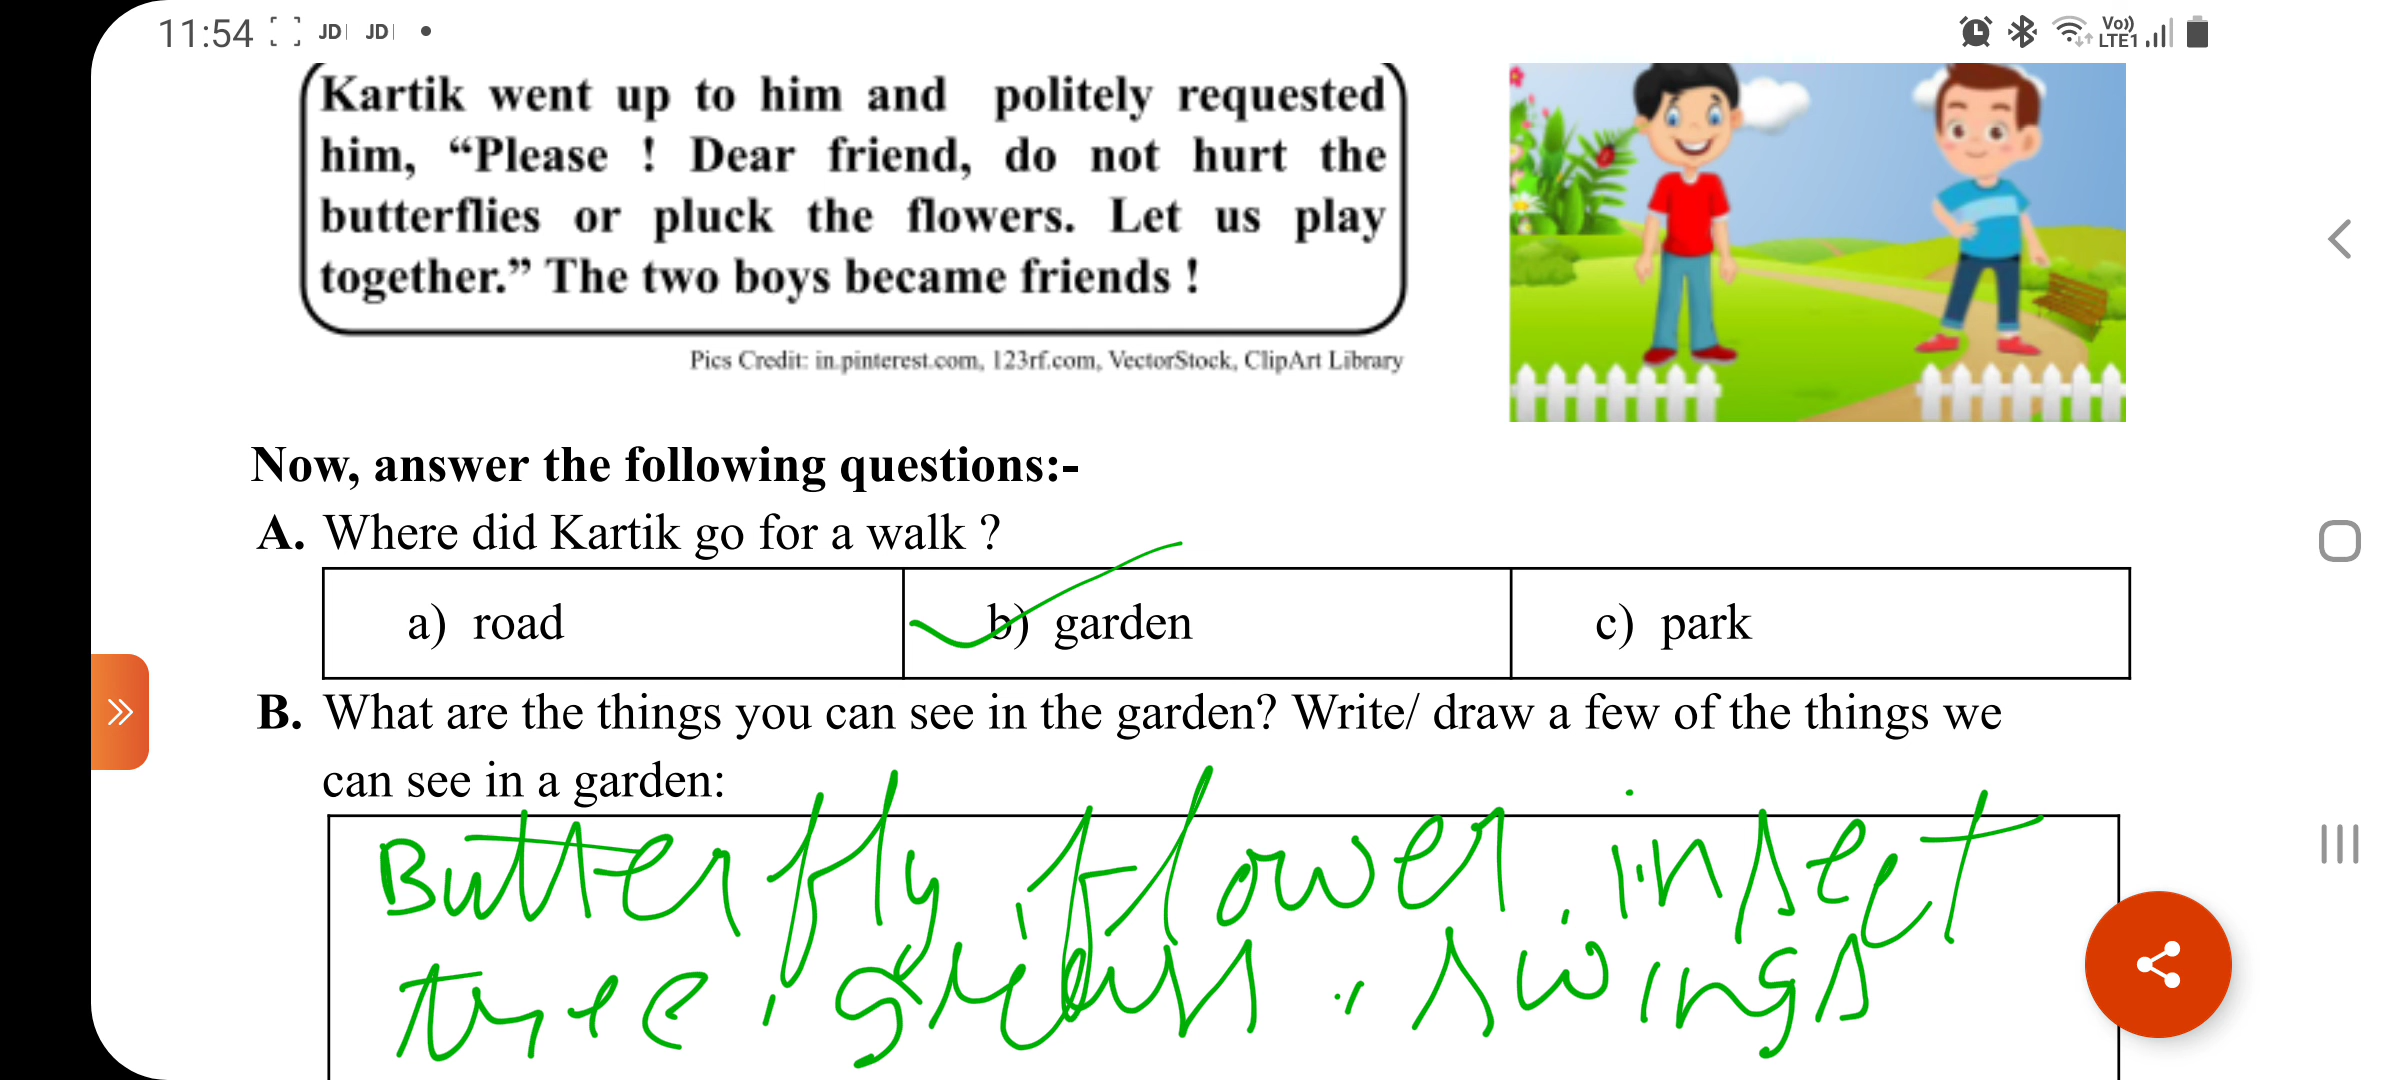 11:54 JD JD
Vo)) LTE1
Kartik went up to him and politely requested
him, “Please ! Dear friend, do not hurt the
butterflies or pluck the flowers. Let us play
together.” The two boys became friends !
Pics Credit: in.pinterest.com, 123rf.com, VectorStock, ClipArt Library
Now, answer the following questions:-
A. Where did Kartik go for a walk ?
a) road b) garden c) park
B. What are the things you can see in the garden? Write/ draw a few of the things we
can see in a garden:
Butterfly, flower, insect
tree, swings